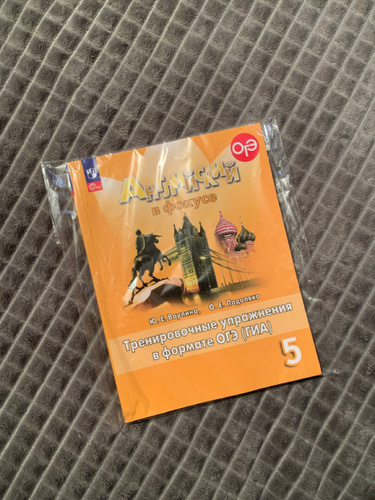 ОГЭ
Английский
в фокусе
Ю. Е. Ваулина, О. Е. Подоляко
Тренировочные упражнения
в формате ОГЭ (ГИА)
5